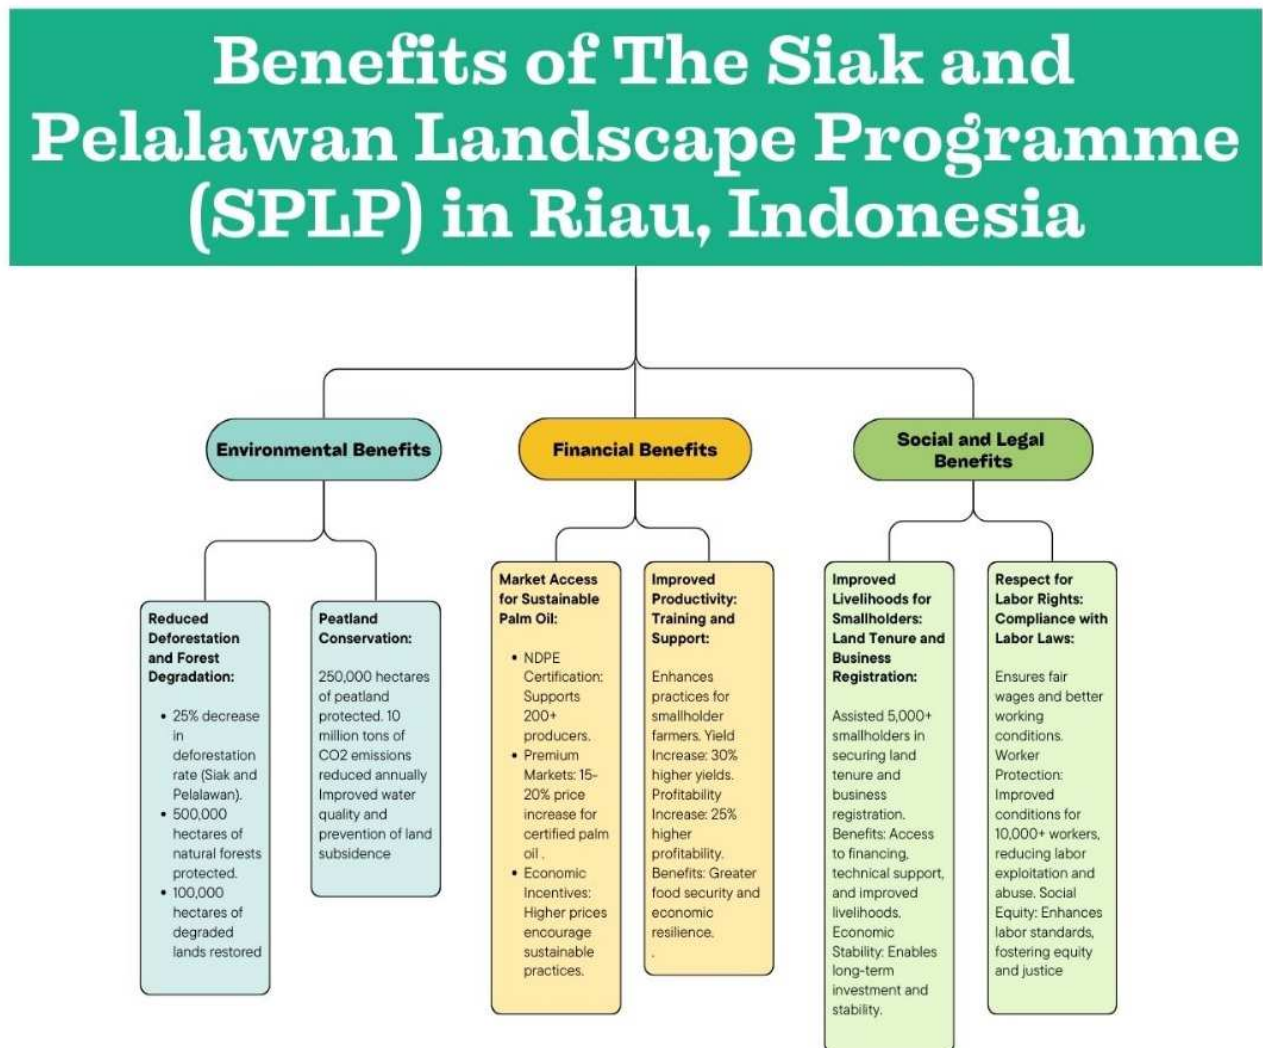 Benefits of The Siak and
Pelalawan Landscape Programme
(SPLP) in Riau, Indonesia
Environmental Benefits
Financial Benefits
Social and Legal
Benefits
Reduced
Deforestation
and Forest
Degradation:
• 25% decrease
in
deforestation
rate (Siak and
Pelalawan).
• 500,000
hectares of
natural forests
protected.
• 100,000
hectares of
degraded
lands restored
Peatland
Conservation:
250,000 hectares
of peatland
protected. 10
million tons of
CO2 emissions
reduced annually
Improved water
quality and
prevention of land
subsidence
Market Access
for Sustainable
Palm Oil:
• NDPE
Certification:
Supports
200+
producers.
• Premium
Markets: 15-
20% price
increase for
certified palm
oil .
• Economic
Incentives:
Higher prices
encourage
sustainable
practices.
Improved
Productivity:
Training and
Support:
Enhances
practices for
smallholder
farmers. Yield
Increase: 30%
higher yields.
Profitability
Increase: 25%
higher
profitability.
Benefits: Greater
food security and
economic
resilience.
.
Improved
Livelihoods for
Smallholders:
Land Tenure and
Business
Registration:
Assisted 5,000+
smallholders in
securing land
tenure and
business
registration.
Benefits: Access
to financing,
technical support,
and improved
livelihoods.
Economic
Stability: Enables
long-term
investment and
stability.
Respect for
Labor Rights:
Compliance with
Labor Laws:
Ensures fair
wages and better
working
conditions.
Worker
Protection:
Improved
conditions for
10,000+ workers,
reducing labor
exploitation and
abuse. Social
Equity: Enhances
labor standards,
fostering equity
and justice